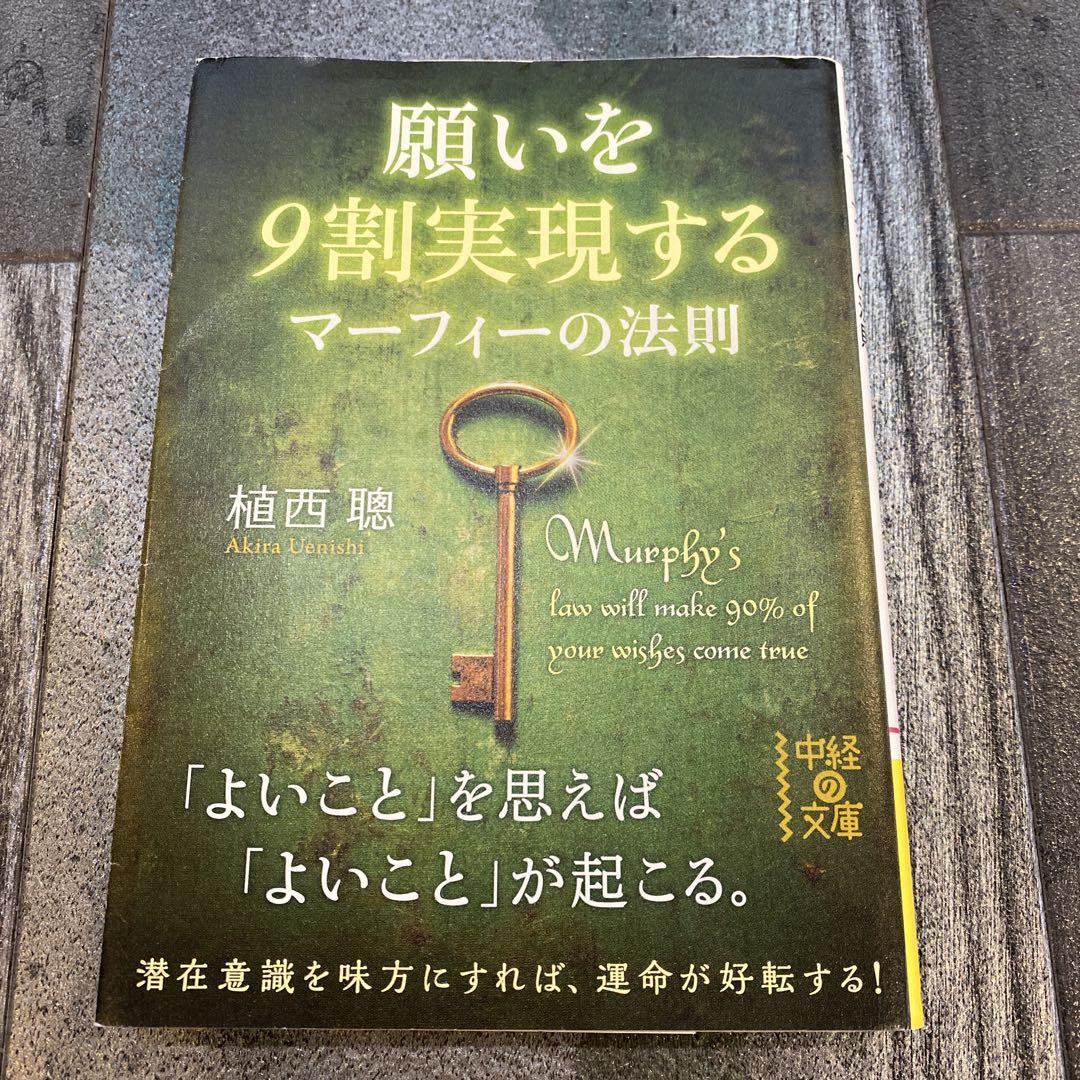 願いを
9割実現する
マーフィーの法則
植西 聰
Akira Uenishi
Murphy's
law will make 90% of
your wishes come true
中経
の
文庫
「よいこと」を思えば
「よいこと」が起こる。
潜在意識を味方にすれば、運命が好転する!